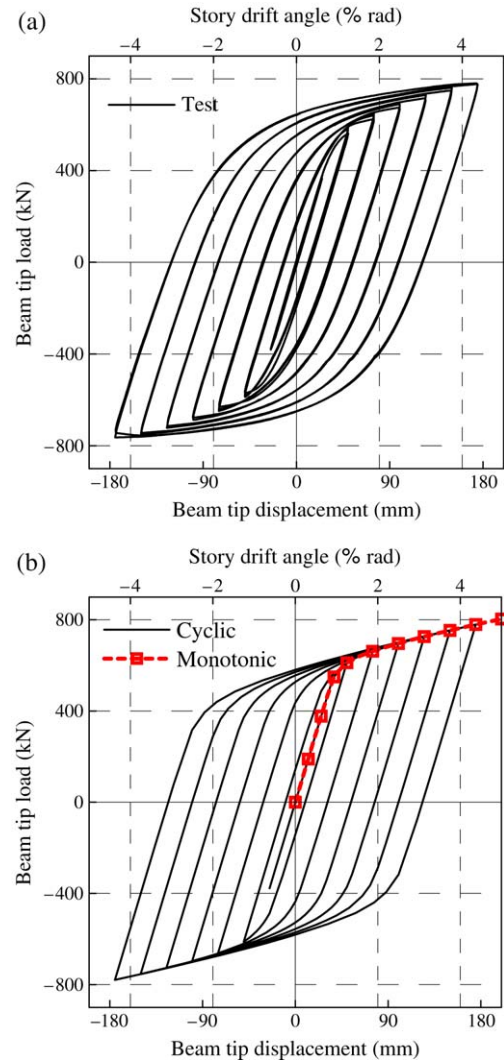 (a)
Story drift angle (% rad)
−4 −2 0 2 4
800
Test
400
0
−400
−800
Beam tip load (kN)
−180 −90 0 90 180
Beam tip displacement (mm)
(b)
Story drift angle (% rad)
−4 −2 0 2 4
800
Cyclic
Monotonic
400
0
−400
−800
Beam tip load (kN)
−180 −90 0 90 180
Beam tip displacement (mm)